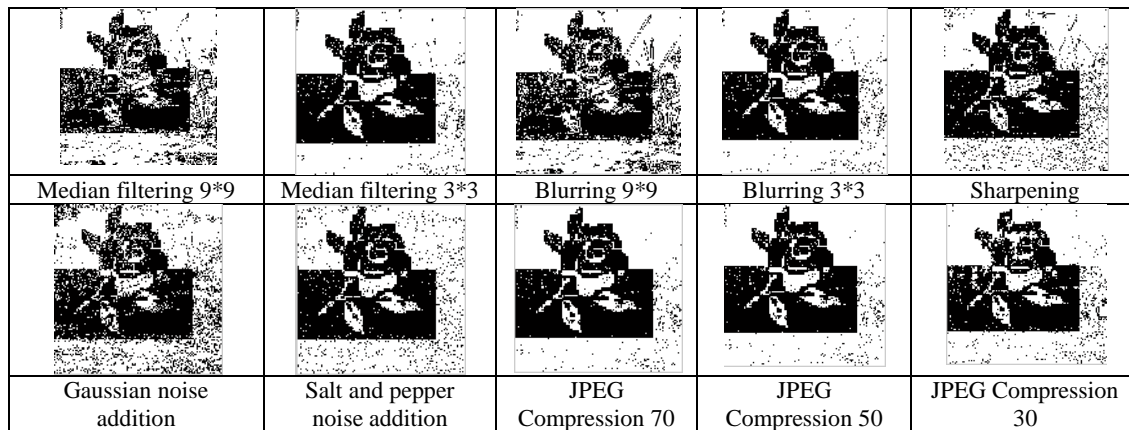 Median filtering 9*9
Median filtering 3*3
Blurring 9*9
Blurring 3*3
Sharpening
Gaussian noise
addition
Salt and pepper
noise addition
JPEG
Compression 70
JPEG
Compression 50
JPEG Compression
30